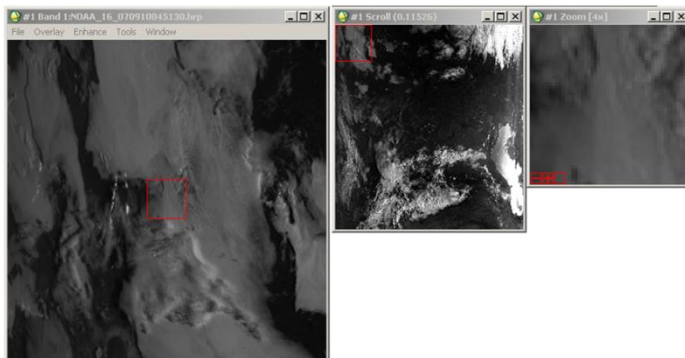 #1 Band 1:NOAA_16_070910045130.hrp
File Overlay Enhance Tools Window
#1 Scroll (0.11526)
#1 Zoom [4x]